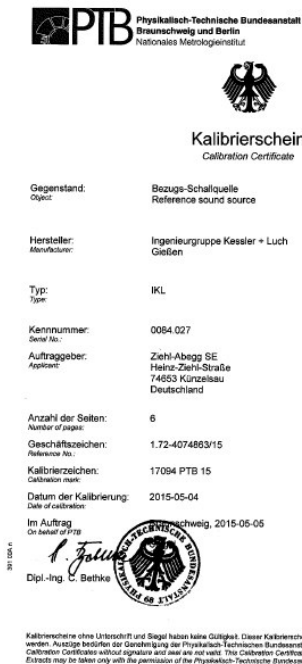 PTB
Physikalisch-Technische Bundesanstalt
Braunschweig und Berlin
Nationales Metrologieinstitut
Kalibrierschein
Calibration Certificate
Gegenstand: Bezugs-Schallquelle
Object: Reference sound source
Hersteller: Ingenieurgruppe Kessler + Luch
Manufacturer: Gießen
Typ: IKL
Type:
Kennnummer: 0084.027
Serial No.:
Auftraggeber: Ziehl-Abegg SE
Applicant: Heinz-Ziehl-Straße
74653 Künzelsau
Deutschland
Anzahl der Seiten: 6
Number of pages:
Geschäftszeichen: 1.72-4074863/15
Reference No.:
Kalibrierzeichen: 17094 PTB 15
Calibration mark:
Datum der Kalibrierung: 2015-05-04
Date of calibration:
Im Auftrag schweig, 2015-05-05
On behalf of PTB
Dipl.-Ing. C. Bethke
PHYSIKALISCH-TECHNISCHE BUNDESANSTALT
Kalibrierscheine ohne Unterschrift und Siegel haben keine Gültigkeit. Dieser Kalibriersche
werden. Auszüge bedürfen der Genehmigung der Physikalisch-Technischen Bundesans
Calibration Certificates without signature and seal are not valid. This Calibration Certificat
Extracts may be taken only with the permission of the Physikalisch-Technische Bundesans